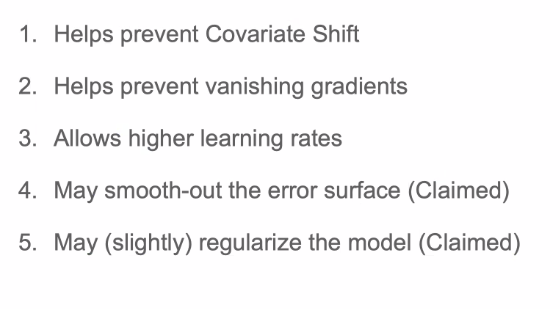 1. Helps prevent Covariate Shift
2. Helps prevent vanishing gradients
3. Allows higher learning rates
4. May smooth-out the error surface (Claimed)
5. May (slightly) regularize the model (Claimed)